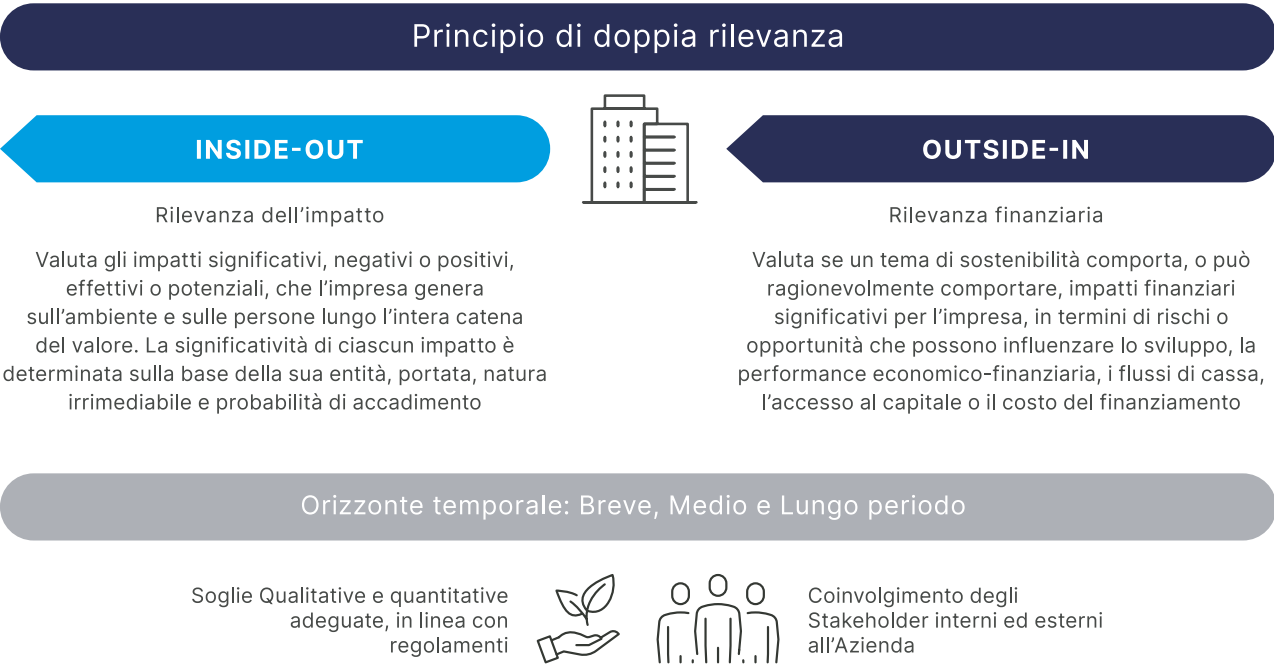 Principio di doppia rilevanza
INSIDE-OUT
Rilevanza dell'impatto
Valuta gli impatti significativi, negativi o positivi,
effettivi o potenziali, che l'impresa genera
sull'ambiente e sulle persone lungo l'intera catena
del valore. La significatività di ciascun impatto è
determinata sulla base della sua entità, portata, natura
irrimediabile e probabilità di accadimento
OUTSIDE-IN
Rilevanza finanziaria
Valuta se un tema di sostenibilità comporta, o può
ragionevolmente comportare, impatti finanziari
significativi per l'impresa, in termini di rischi o
opportunità che possono influenzare lo sviluppo, la
performance economico-finanziaria, i flussi di cassa,
l'accesso al capitale o il costo del finanziamento
Orizzonte temporale: Breve, Medio e Lungo periodo
Soglie Qualitative e quantitative
adeguate, in linea con
regolamenti
Coinvolgimento degli
Stakeholder interni ed esterni
all'Azienda